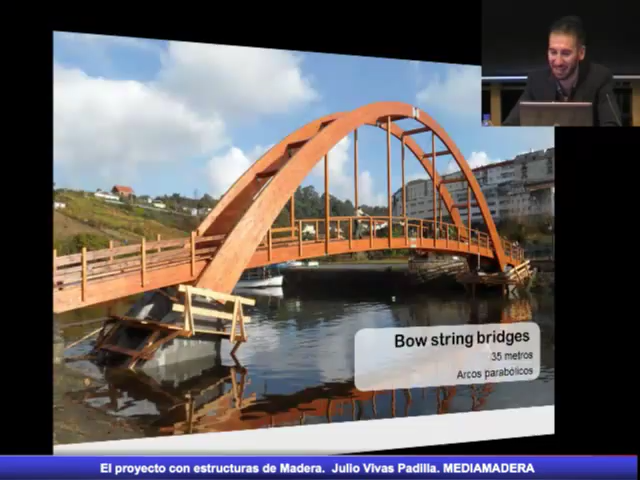 Bow string bridges
35 metros
Arcos parabólicos
El proyecto con estructuras de Madera. Julio Vivas Padilla. MEDIAMADERA